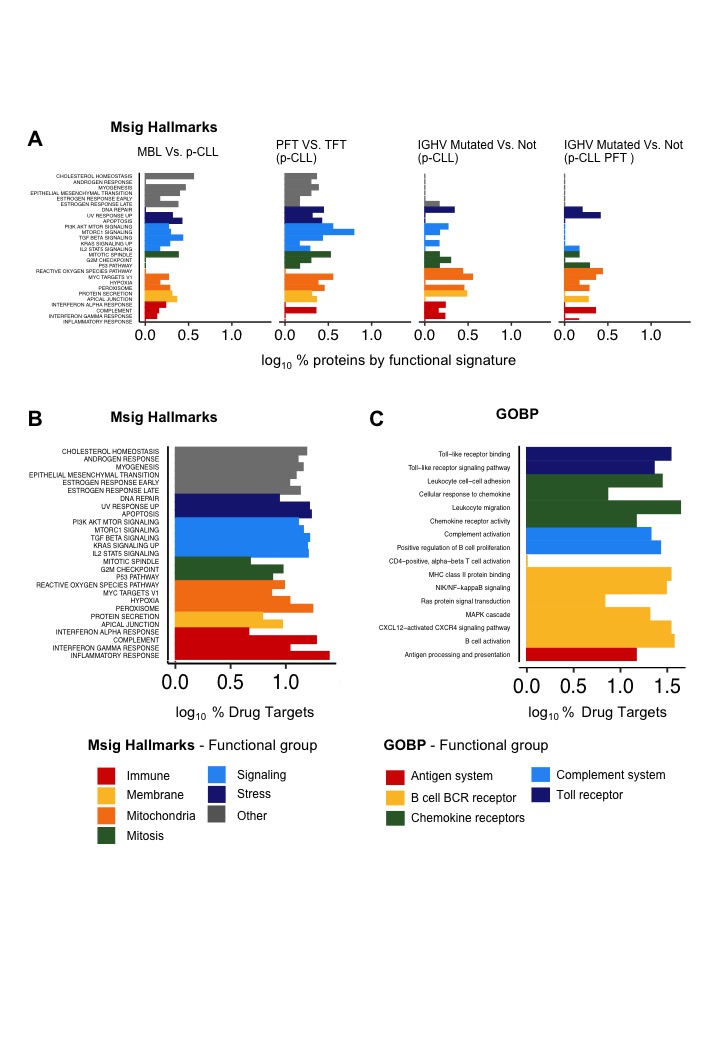 A
Msig Hallmarks
MBL Vs. p-CLL
PFT VS. TFT
(p-CLL)
IGHV Mutated Vs. Not
(p-CLL)
IGHV Mutated Vs. Not
(p-CLL PFT )
CHOLESTEROL HOMEOSTASIS
ANDROGEN RESPONSE
MYOGENESIS
EPITHELIAL MESENCHYMAL TRANSITION
ESTROGEN RESPONSE EARLY
ESTROGEN RESPONSE LATE
DNA REPAIR
UV RESPONSE UP
APOPTOSIS
PI3K AKT MTOR SIGNALING
MTORC1 SIGNALING
TGF BETA SIGNALING
KRAS SIGNALING UP
IL2 STAT5 SIGNALING
MITOTIC SPINDLE
G2M CHECKPOINT
P53 PATHWAY
REACTIVE OXYGEN SPECIES PATHWAY
MYC TARGETS V1
HYPOXIA
PEROXISOME
PROTEIN SECRETION
APICAL JUNCTION
INTERFERON ALPHA RESPONSE
COMPLEMENT
INTERFERON GAMMA RESPONSE
INFLAMMATORY RESPONSE
0.0 0.5 1.0 0.0 0.5 1.0 0.0 0.5 1.0 0.0 0.5 1.0
log10 % proteins by functional signature
B
Msig Hallmarks
CHOLESTEROL HOMEOSTASIS
ANDROGEN RESPONSE
MYOGENESIS
EPITHELIAL MESENCHYMAL TRANSITION
ESTROGEN RESPONSE EARLY
ESTROGEN RESPONSE LATE
DNA REPAIR
UV RESPONSE UP
APOPTOSIS
PI3K AKT MTOR SIGNALING
MTORC1 SIGNALING
TGF BETA SIGNALING
KRAS SIGNALING UP
IL2 STAT5 SIGNALING
MITOTIC SPINDLE
G2M CHECKPOINT
P53 PATHWAY
REACTIVE OXYGEN SPECIES PATHWAY
MYC TARGETS V1
HYPOXIA
PEROXISOME
PROTEIN SECRETION
APICAL JUNCTION
INTERFERON ALPHA RESPONSE
COMPLEMENT
INTERFERON GAMMA RESPONSE
INFLAMMATORY RESPONSE
0.0 0.5 1.0
log10 % Drug Targets
C
GOBP
Toll−like receptor binding
Toll−like receptor signaling pathway
Leukocyte cell−cell adhesion
Cellular response to chemokine
Leukocyte migration
Chemokine receptor activity
Complement activation
Positive regulation of B cell proliferation
CD4−positive, alpha−beta T cell activation
MHC class II protein binding
NIK/NF−kappaB signaling
Ras protein signal transduction
MAPK cascade
CXCL12−activated CXCR4 signaling pathway
B cell activation
Antigen processing and presentation
0.0 0.5 1.0 1.5
log10 % Drug Targets
Msig Hallmarks - Functional group
Immune
Membrane
Mitochondria
Mitosis
Signaling
Stress
Other
GOBP - Functional group
Antigen system
B cell BCR receptor
Chemokine receptors
Complement system
Toll receptor